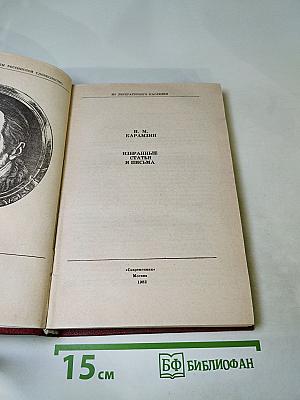 ИЗ ЛИТЕРАТУРНОГО НАСЛЕДИЯ
Н. М.
КАРАМЗИН
ИЗБРАННЫЕ
СТАТЬИ
И ПИСЬМА
«Современник»
Москва
1982
15 см
БФ БИБЛИОФАН